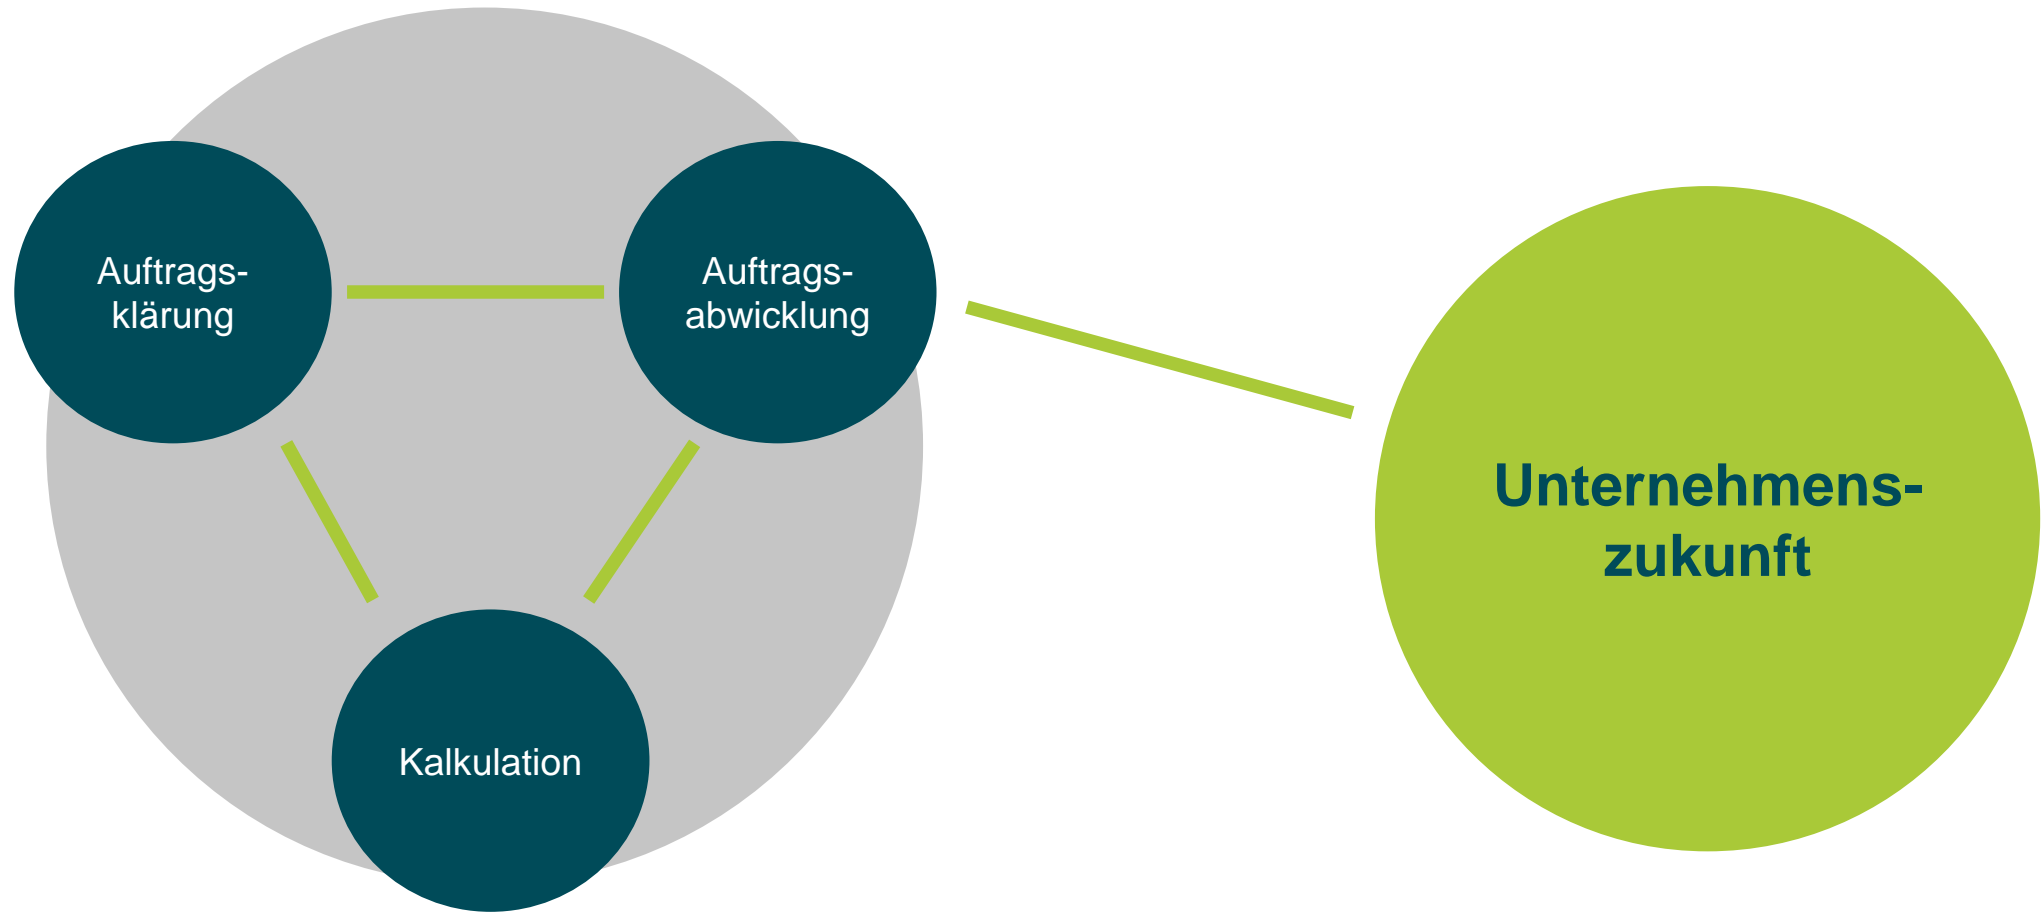 Auftrags-
klärung
Auftrags-
abwicklung
Unternehmens-
zukunft
Kalkulation